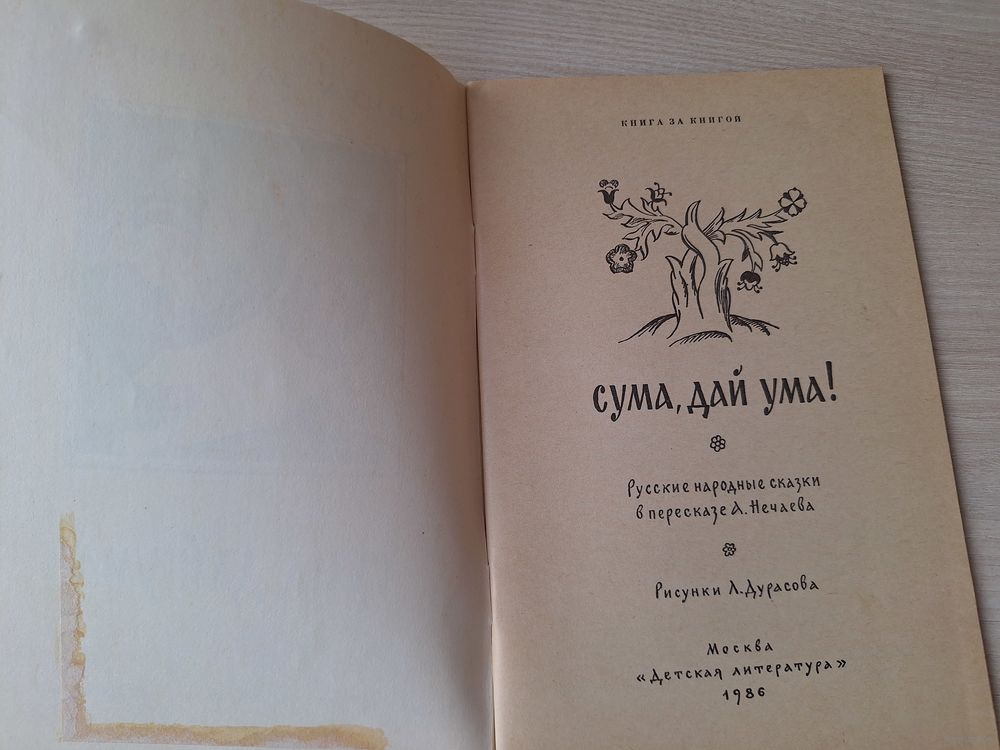 КНИГА ЗА КНИГОЙ
сума, дай ума!
Русские народные сказки
в пересказе А. Нечаева
Рисунки Л. Дурасова
Москва
«Детская литература»
1986